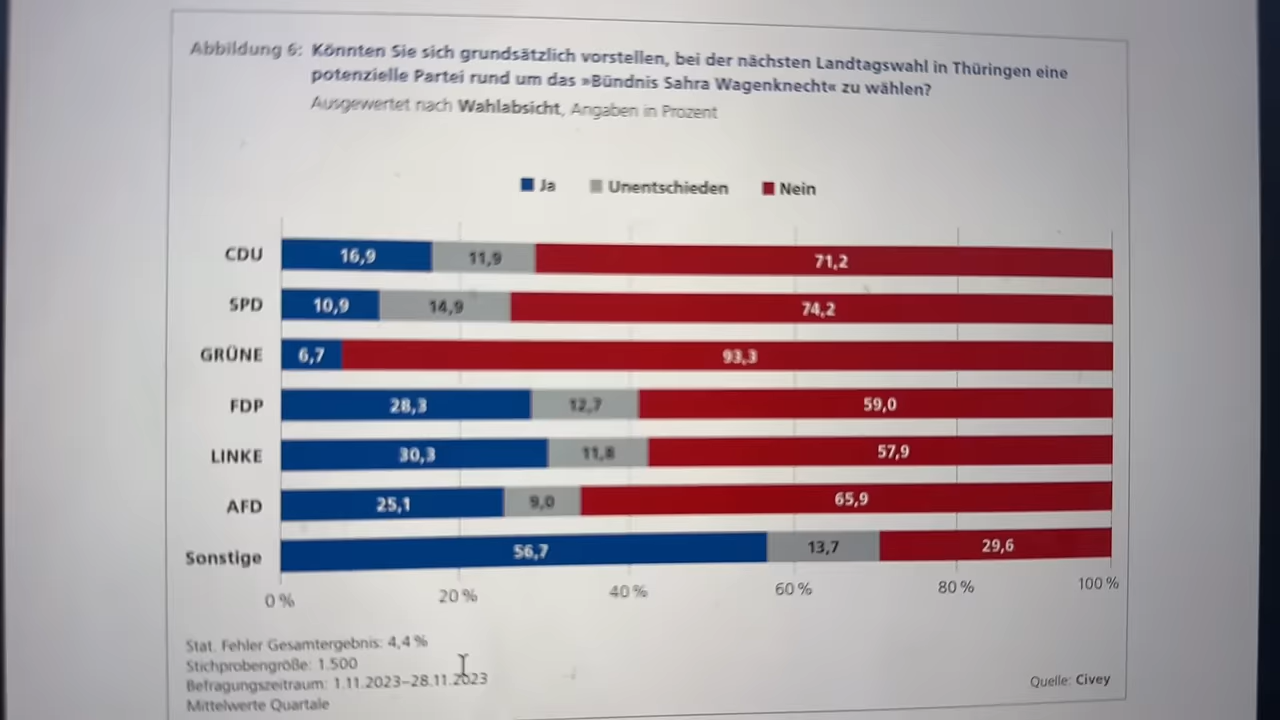 Abbildung 6: Könnten Sie sich grundsätzlich vorstellen, bei der nächsten Landtagswahl in Thüringen eine
potenzielle Partei rund um das »Bündnis Sahra Wagenknecht« zu wählen?
Ausgewertet nach Wahlabsicht, Angaben in Prozent
Ja Unentschieden Nein
CDU 16,9 11,9 71,2
SPD 10,9 14,9 74,2
GRÜNE 6,7 93,3
FDP 28,3 12,7 59,0
LINKE 30,3 11,8 57,9
AFD 25,1 9,0 65,9
Sonstige 56,7 13,7 29,6
0 % 20 % 40 % 60 % 80 % 100 %
Stat. Fehler Gesamtergebnis: 4,4 %
Stichprobengröße: 1.500
Befragungszeitraum: 1.11.2023–28.11.2023
Mittelwerte Quartale
Quelle: Civey